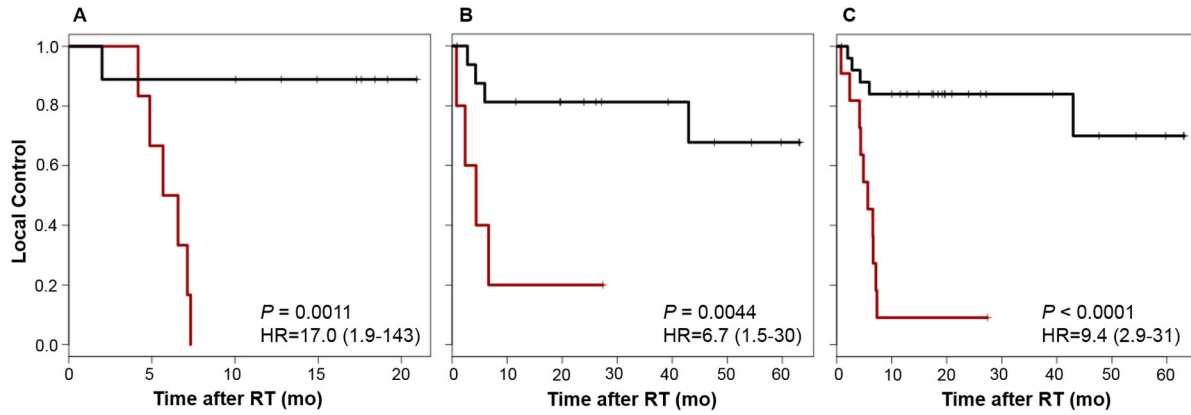 A
B
C
Local Control
1.0
0.8
0.6
0.4
0.2
0.0
P = 0.0011
HR=17.0 (1.9-143)
0 5 10 15 20
Time after RT (mo)
P = 0.0044
HR=6.7 (1.5-30)
0 10 20 30 40 50 60
Time after RT (mo)
P < 0.0001
HR=9.4 (2.9-31)
0 10 20 30 40 50 60
Time after RT (mo)